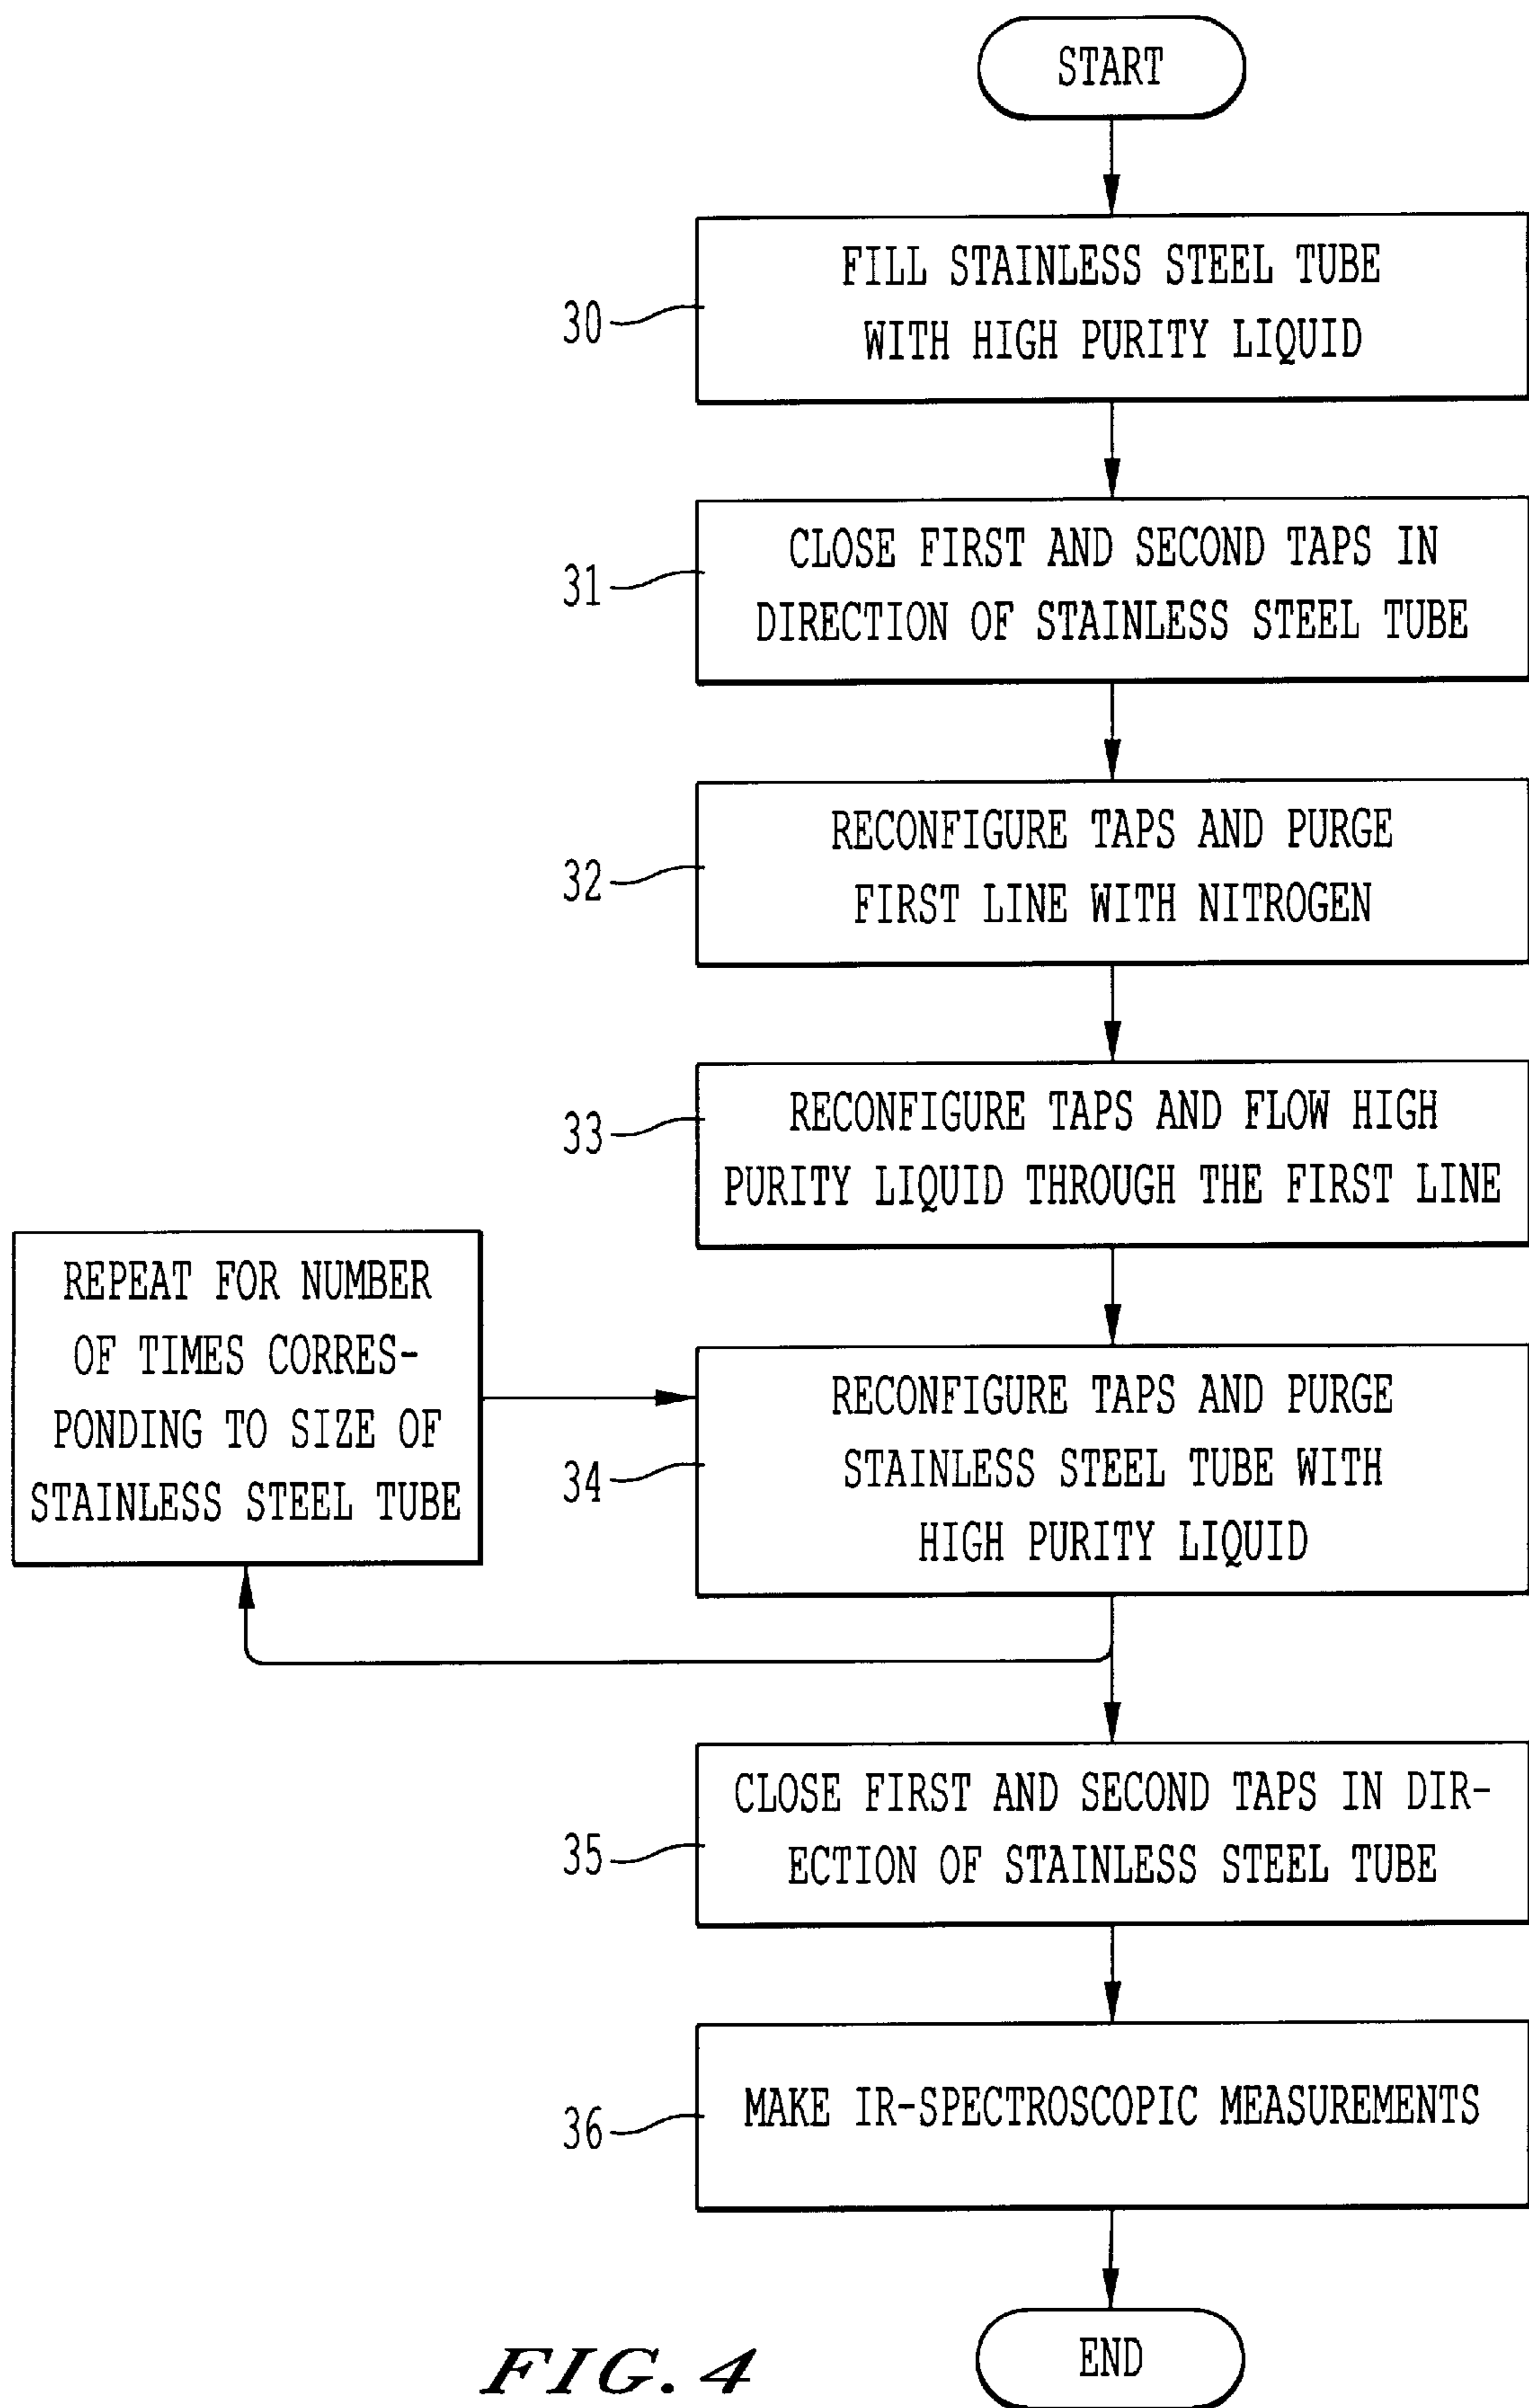 START
FILL STAINLESS STEEL TUBE
WITH HIGH PURITY LIQUID
30
CLOSE FIRST AND SECOND TAPS IN
DIRECTION OF STAINLESS STEEL TUBE
31
RECONFIGURE TAPS AND PURGE
FIRST LINE WITH NITROGEN
32
RECONFIGURE TAPS AND FLOW HIGH
PURITY LIQUID THROUGH THE FIRST LINE
33
REPEAT FOR NUMBER
OF TIMES CORRES-
PONDING TO SIZE OF
STAINLESS STEEL TUBE
RECONFIGURE TAPS AND PURGE
STAINLESS STEEL TUBE WITH
HIGH PURITY LIQUID
34
CLOSE FIRST AND SECOND TAPS IN DIR-
ECTION OF STAINLESS STEEL TUBE
35
MAKE IR-SPECTROSCOPIC MEASUREMENTS
36
END
FIG. 4